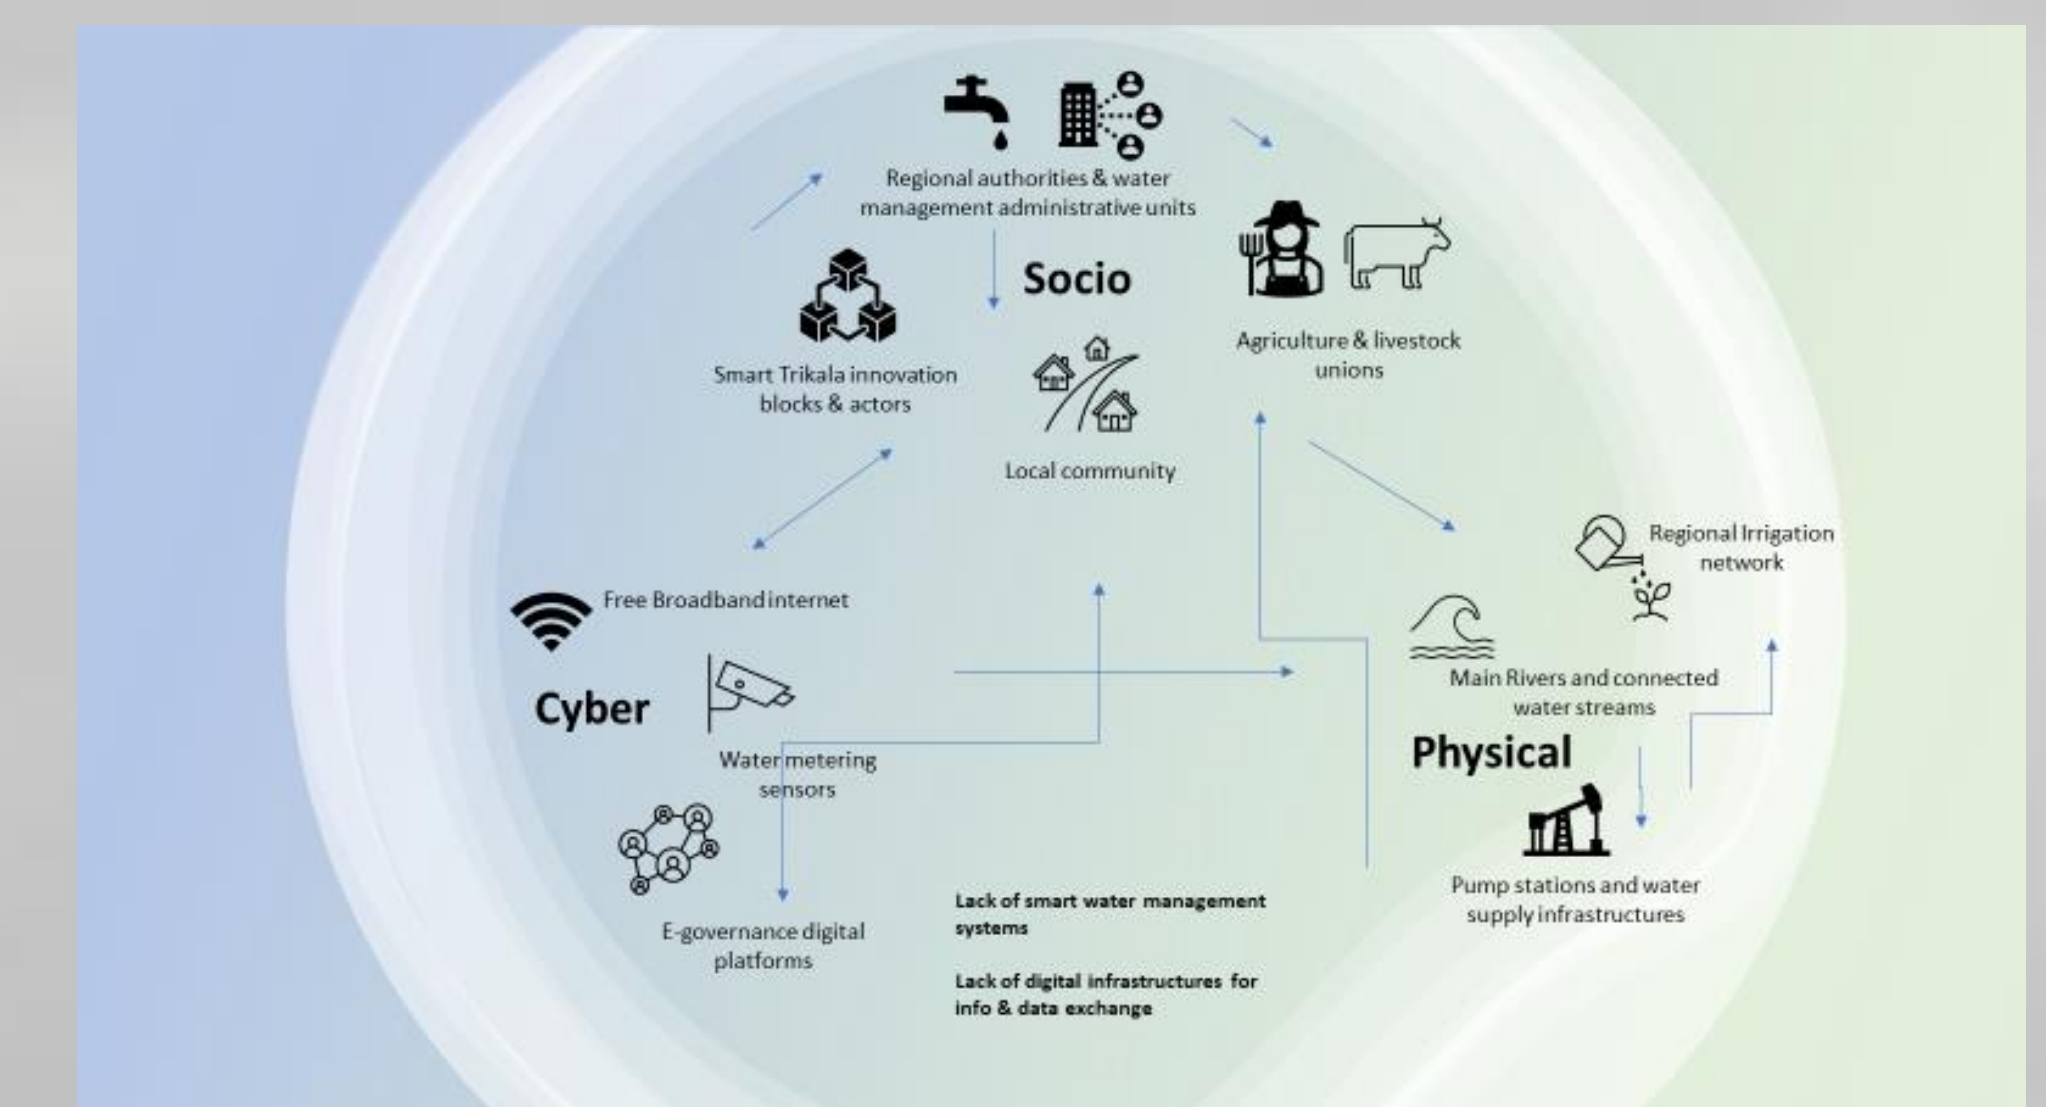 Regional authorities & water
management administrative units
Socio
Smart Trikala innovation
blocks & actors
Agriculture & livestock
unions
Local community
Free Broadband internet
Cyber
Water metering
sensors
E-governance digital
platforms
Regional Irrigation
network
Main Rivers and connected
water streams
Physical
Pump stations and water
supply infrastructures
Lack of smart water management
systems
Lack of digital infrastructures for
info & data exchange